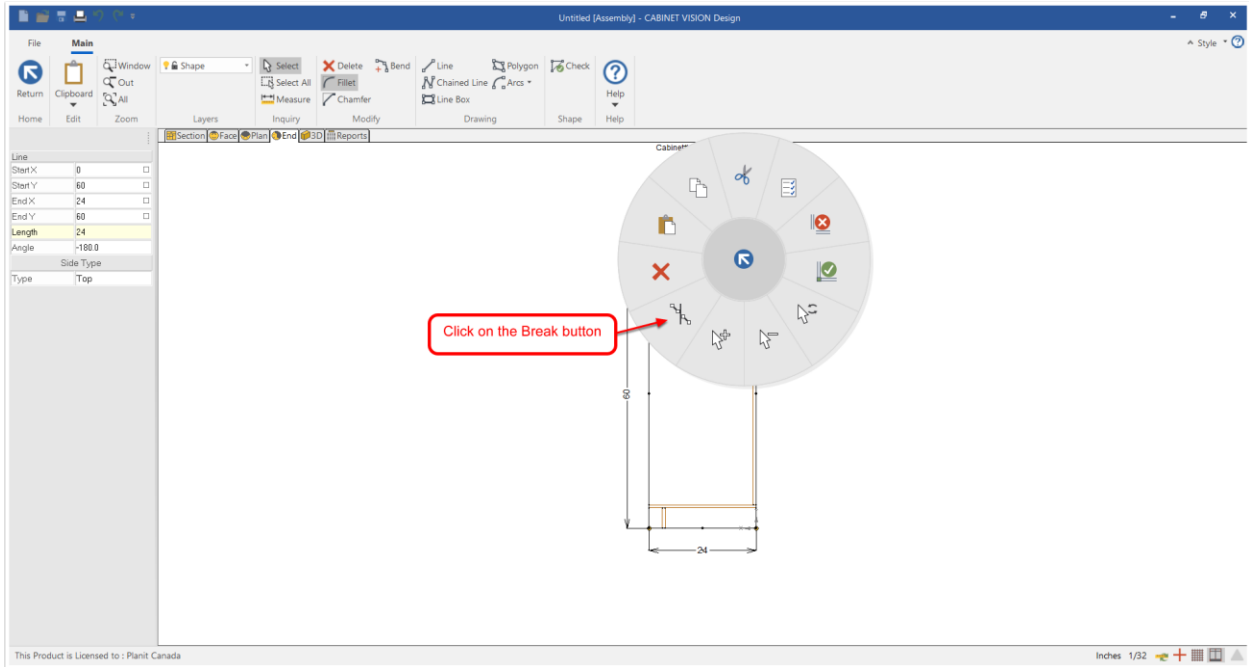 Untitled [Assembly] - CABINET VISION Design
File Main
Style
Return
Home
Clipboard
Edit
Window
Out
All
Zoom
Shape
Layers
Select
Select All
Measure
Inquiry
Delete Bend
Fillet
Chamfer
Modify
Line Polygon
Chained Line Arcs
Line Box
Drawing
Check
Shape
Help
Help
Section Face Plan End 3D Reports
Line
Start X 0
Start Y 60
End X 24
End Y 60
Length 24
Angle -180.0
Side Type
Type Top
Click on the Break button
60
24
This Product is Licensed to : Planit Canada
Inches 1/32